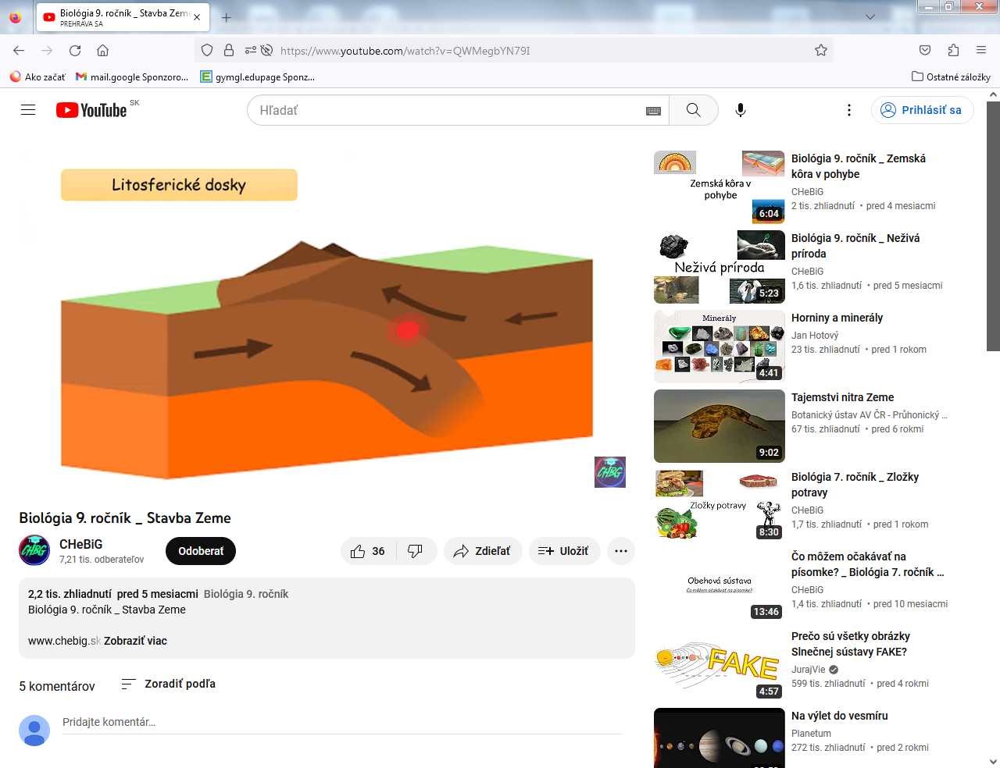 Biológia 9. ročník _ Stavba Zeme
PREHRÁVA SA
https://www.youtube.com/watch?v=QWMegbYN79I
Ako začať
mail.google Sponzoro...
gymgl.edupage Sponz...
Ostatné záložky
YouTube SK
Hľadať
Prihlásiť sa
Litosferické dosky
CHBG
Biológia 9. ročník _ Stavba Zeme
CHBG
CHeBiG
7,21 tis. odberateľov
Odoberať
36
Zdieľať
Uložiť
2,2 tis. zhliadnutí pred 5 mesiacmi Biológia 9. ročník
Biológia 9. ročník _ Stavba Zeme
www.chebig.sk Zobraziť viac
5 komentárov
Zoradiť podľa
Pridajte komentár...
Zemská kôra v
pohybe
6:04
Biológia 9. ročník _ Zemská
kôra v pohybe
CHeBiG
2 tis. zhliadnutí • pred 4 mesiacmi
Neživá príroda
5:23
Biológia 9. ročník _ Neživá
príroda
CHeBiG
1,6 tis. zhliadnutí • pred 5 mesiacmi
Minerály
4:41
Horniny a minerály
Jan Hotový
23 tis. zhliadnutí • pred 1 rokom
9:02
Tajemstvi nitra Zeme
Botanický ústav AV ČR - Průhonický ...
67 tis. zhliadnutí • pred 6 rokmi
Zložky potravy
8:30
Biológia 7. ročník _ Zložky
potravy
CHeBiG
1,7 tis. zhliadnutí • pred 1 rokom
Obehová sústava
Čo môžem očakávať na písomke?
13:46
Čo môžem očakávať na
písomke? _ Biológia 7. ročník ...
CHeBiG
1,4 tis. zhliadnutí • pred 10 mesiacmi
FAKE
4:57
Prečo sú všetky obrázky
Slnečnej sústavy FAKE?
JurajVie
599 tis. zhliadnutí • pred 4 rokmi
Na výlet do vesmíru
Planetum
272 tis. zhliadnutí • pred 2 rokmi